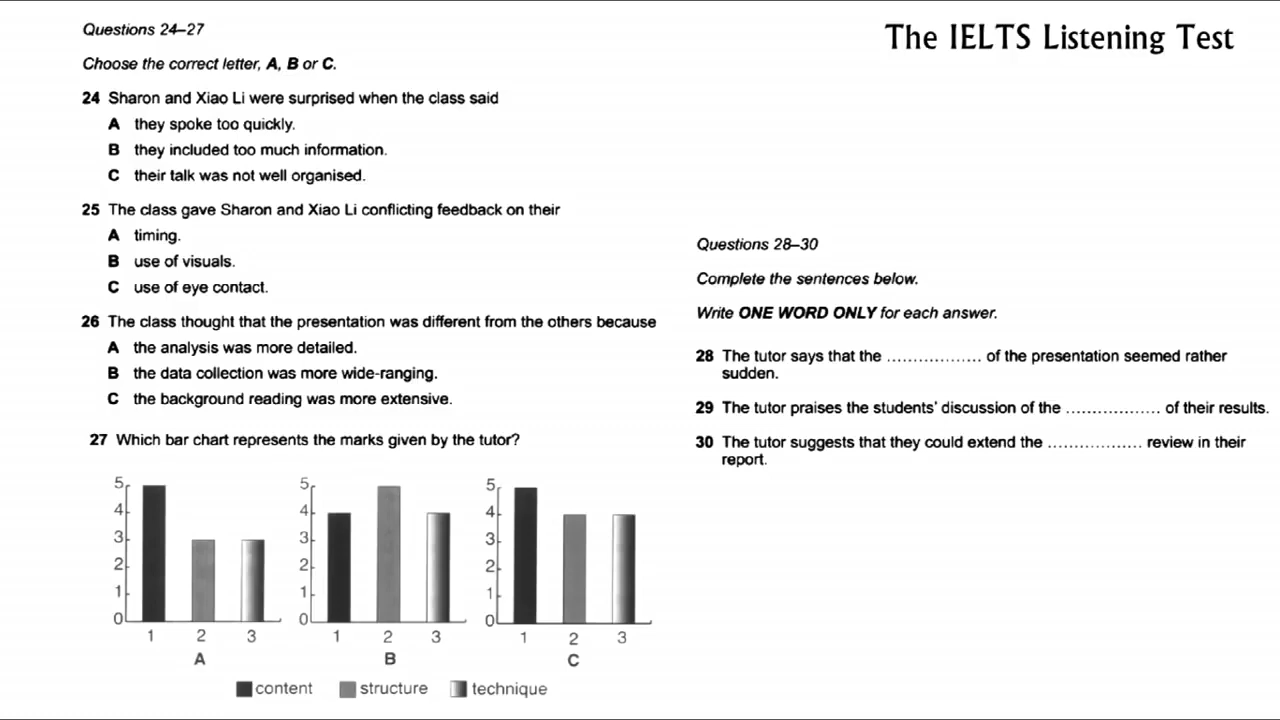 Questions 24–27
The IELTS Listening Test
Choose the correct letter, A, B or C.
24 Sharon and Xiao Li were surprised when the class said
A they spoke too quickly.
B they included too much information.
C their talk was not well organised.
25 The class gave Sharon and Xiao Li conflicting feedback on their
A timing.
B use of visuals.
C use of eye contact.
26 The class thought that the presentation was different from the others because
A the analysis was more detailed.
B the data collection was more wide-ranging.
C the background reading was more extensive.
27 Which bar chart represents the marks given by the tutor?
5
4
3
2
1
0
1 2 3
A
5
4
3
2
1
0
1 2 3
B
5
4
3
2
1
0
1 2 3
C
content structure technique
Questions 28–30
Complete the sentences below.
Write ONE WORD ONLY for each answer.
28 The tutor says that the .................. of the presentation seemed rather
sudden.
29 The tutor praises the students' discussion of the .................. of their results.
30 The tutor suggests that they could extend the .................. review in their
report.